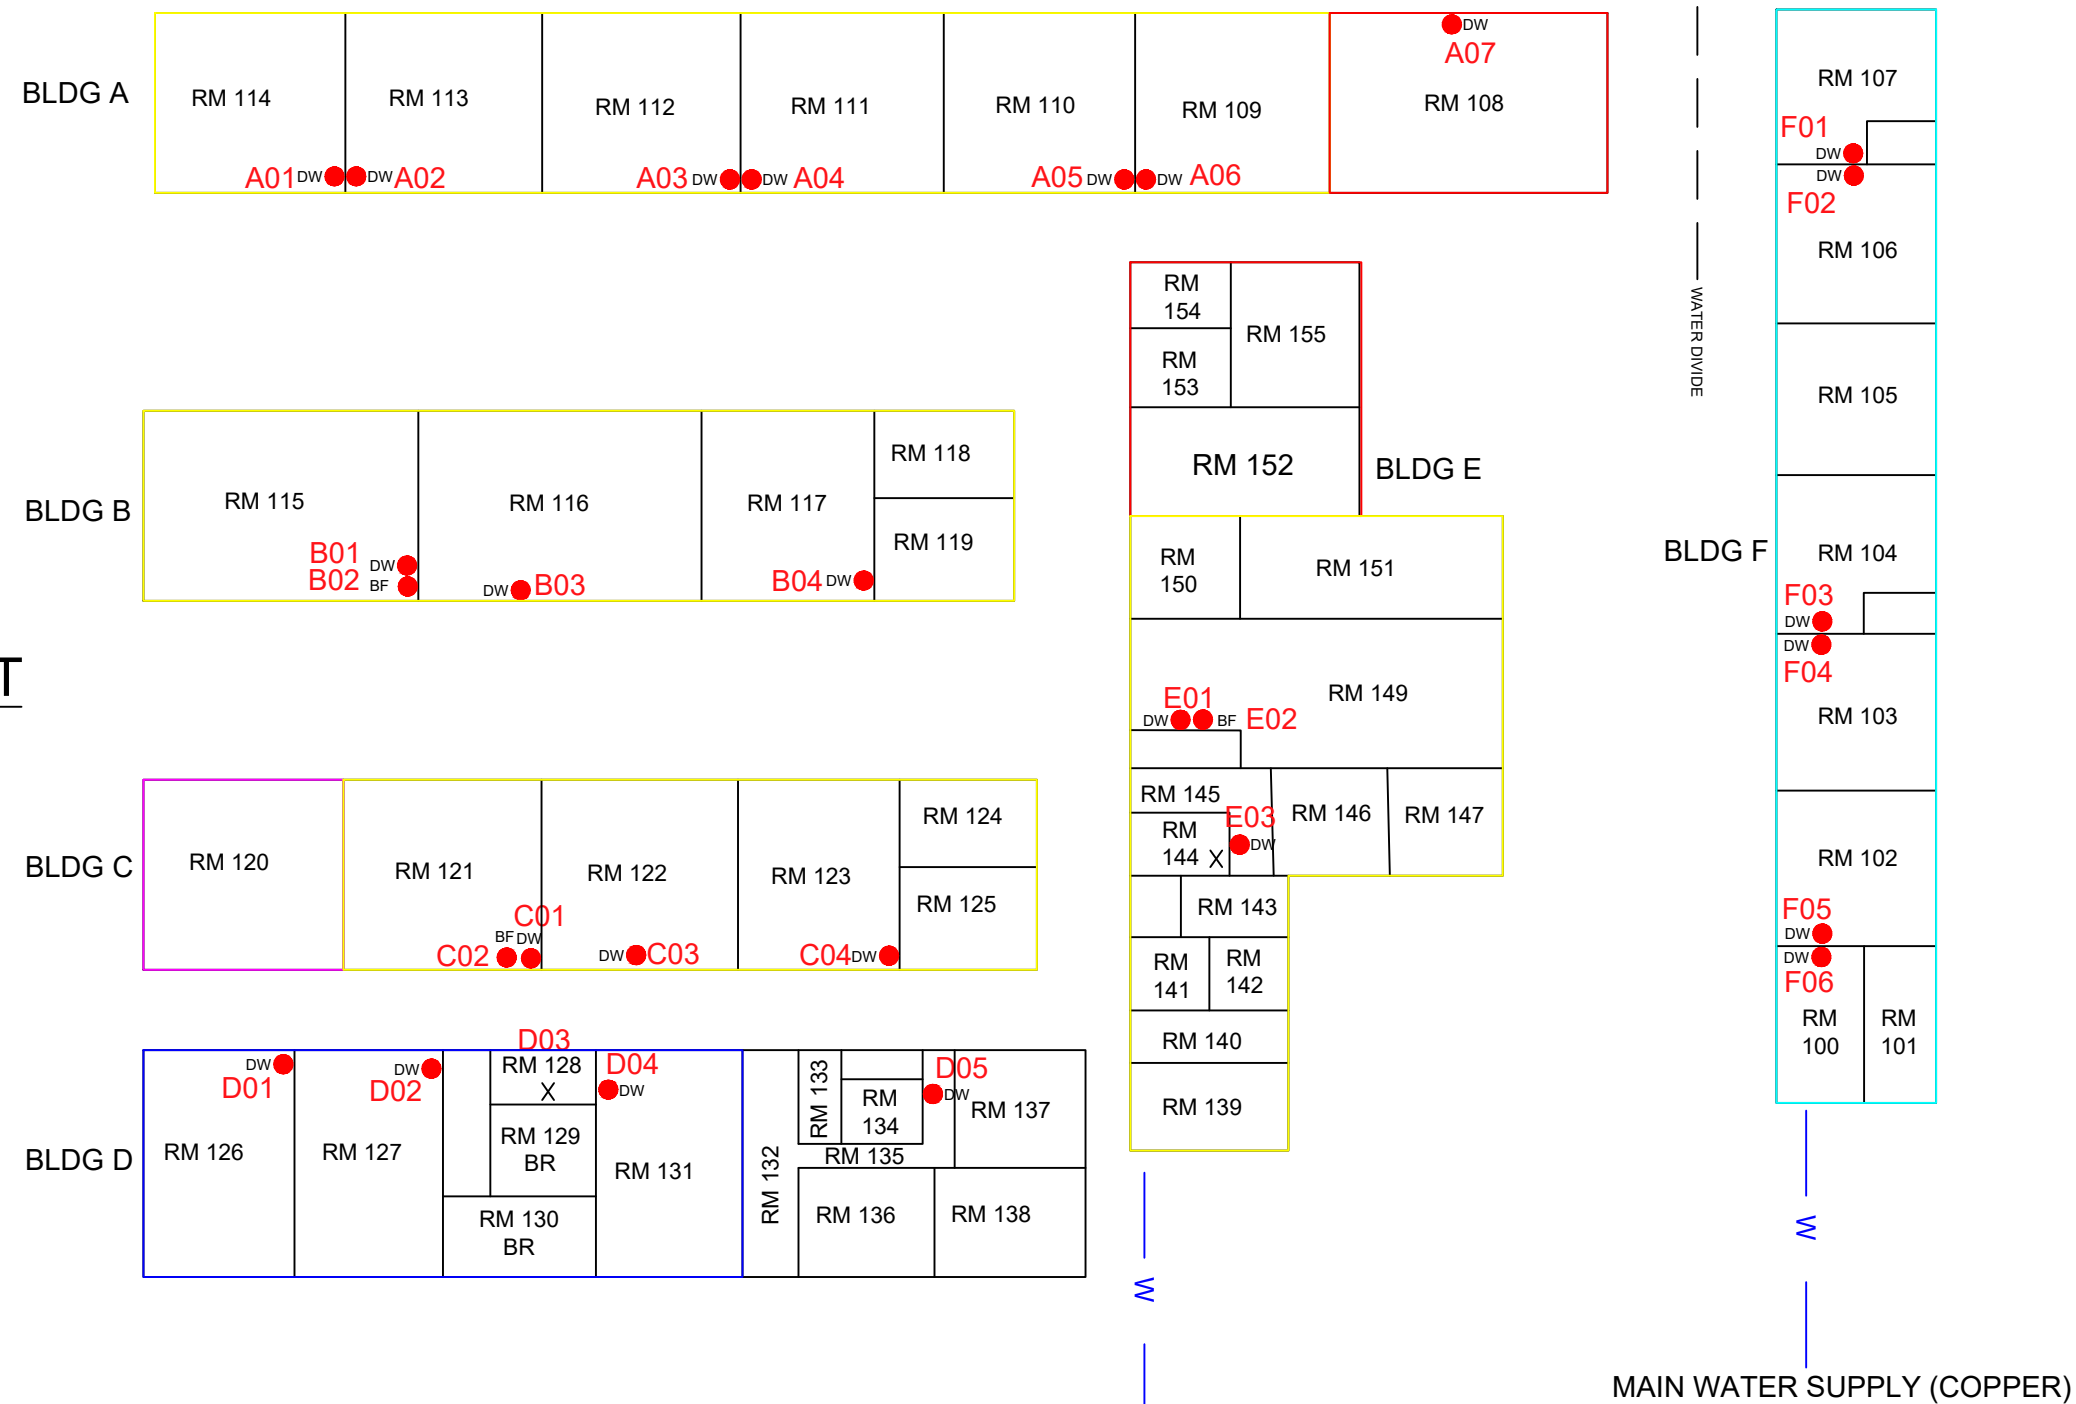 BLDG A
RM 114
RM 113
RM 112
RM 111
RM 110
RM 109
DW
A07
RM 108
A01 DW
DW A02
A03 DW
DW A04
A05 DW
DW A06
WATER DIVIDE
RM 107
F01
DW
DW
F02
RM 106
RM 105
BLDG F
RM 104
F03
DW
DW
F04
RM 103
RM 102
F05
DW
DW
F06
RM
100
RM
101
W
MAIN WATER SUPPLY (COPPER)
BLDG B
RM 115
RM 116
RM 117
RM 118
RM 119
B01 DW
B02 BF
DW B03
B04 DW
T
RM
154
RM
153
RM 155
RM 152
BLDG E
RM
150
RM 151
RM 149
E01
DW
BF E02
RM 145
RM
144 X
E03
DW
RM 146
RM 147
RM 143
RM
141
RM
142
RM 140
RM 139
W
BLDG C
RM 120
RM 121
RM 122
RM 123
RM 124
RM 125
C01
BF DW
C02
DW C03
C04 DW
BLDG D
DW
D01
RM 126
DW
D02
RM 127
D03
RM 128
X
RM 129
BR
RM 130
BR
D04
DW
RM 131
RM 132
RM 133
RM
134
D05
DW
RM 135
RM 137
RM 136
RM 138